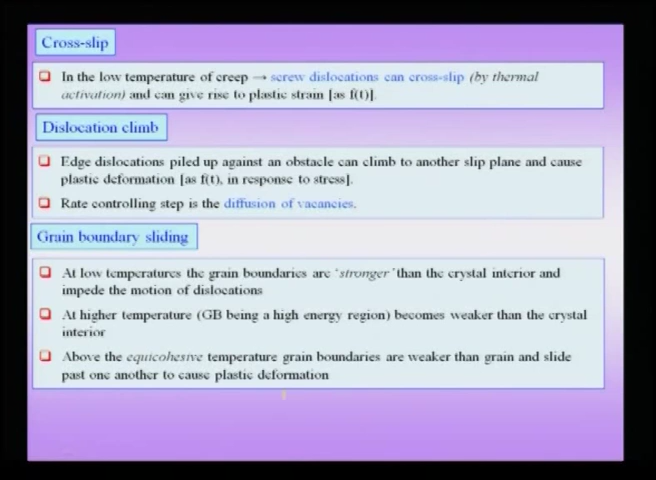 Cross-slip
In the low temperature of creep → screw dislocations can cross-slip (by thermal
activation) and can give rise to plastic strain [as f(t)].
Dislocation climb
Edge dislocations piled up against an obstacle can climb to another slip plane and cause
plastic deformation [as f(t), in response to stress].
Rate controlling step is the diffusion of vacancies.
Grain boundary sliding
At low temperatures the grain boundaries are ‘stronger’ than the crystal interior and
impede the motion of dislocations
At higher temperature (GB being a high energy region) becomes weaker than the crystal
interior
Above the equicohesive temperature grain boundaries are weaker than grain and slide
past one another to cause plastic deformation